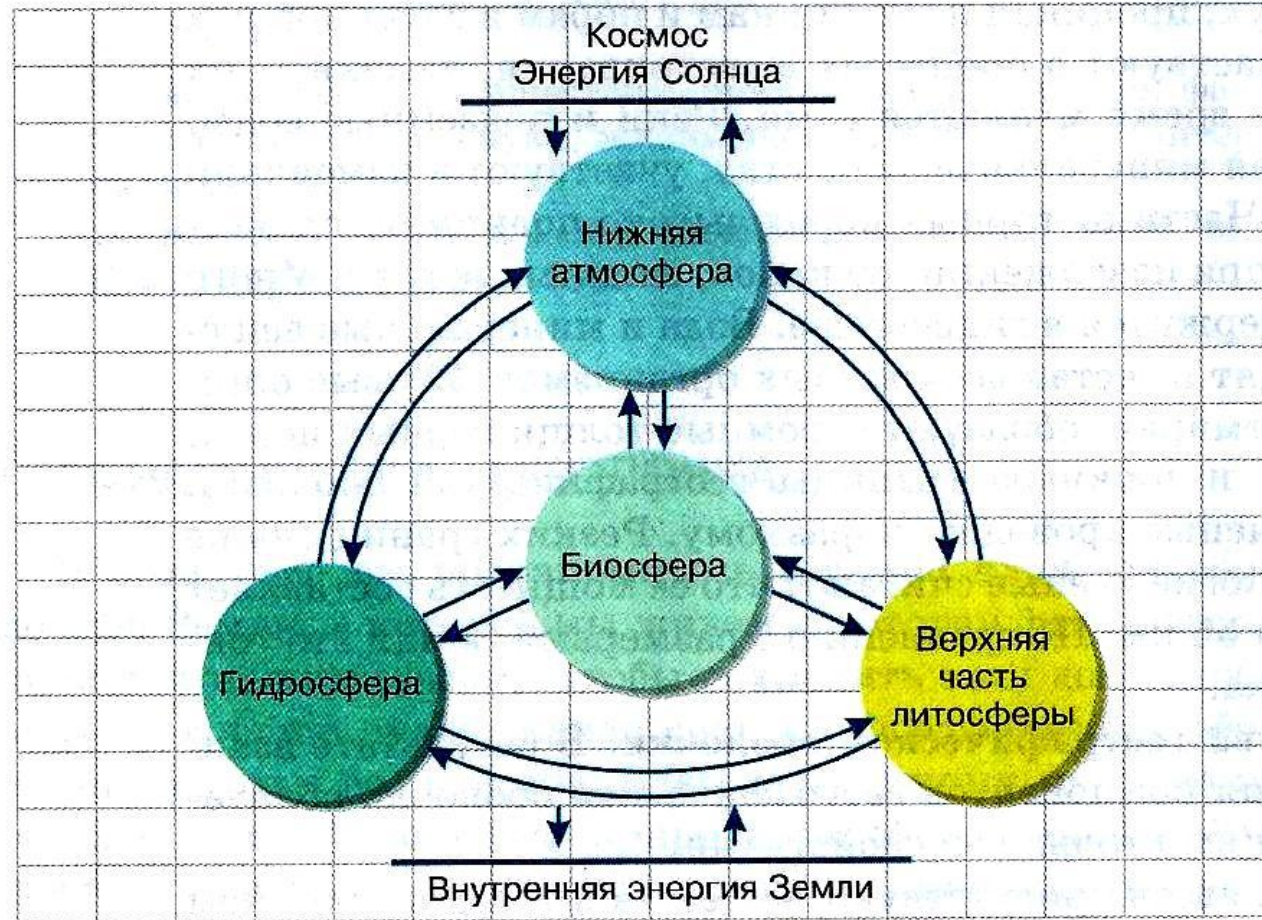 Космос
Энергия Солнца
Нижняя
атмосфера
Биосфера
Гидросфера
Верхняя
часть
литосферы
Внутренняя энергия Земли